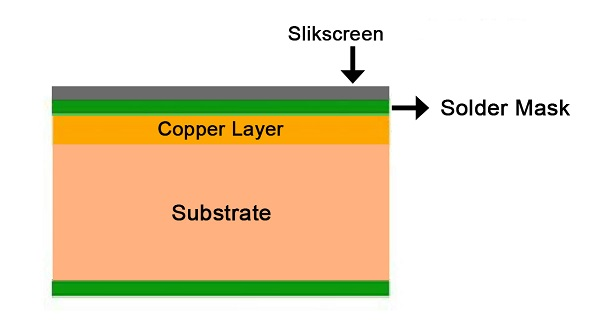 Slikscreen
Solder Mask
Copper Layer
Substrate